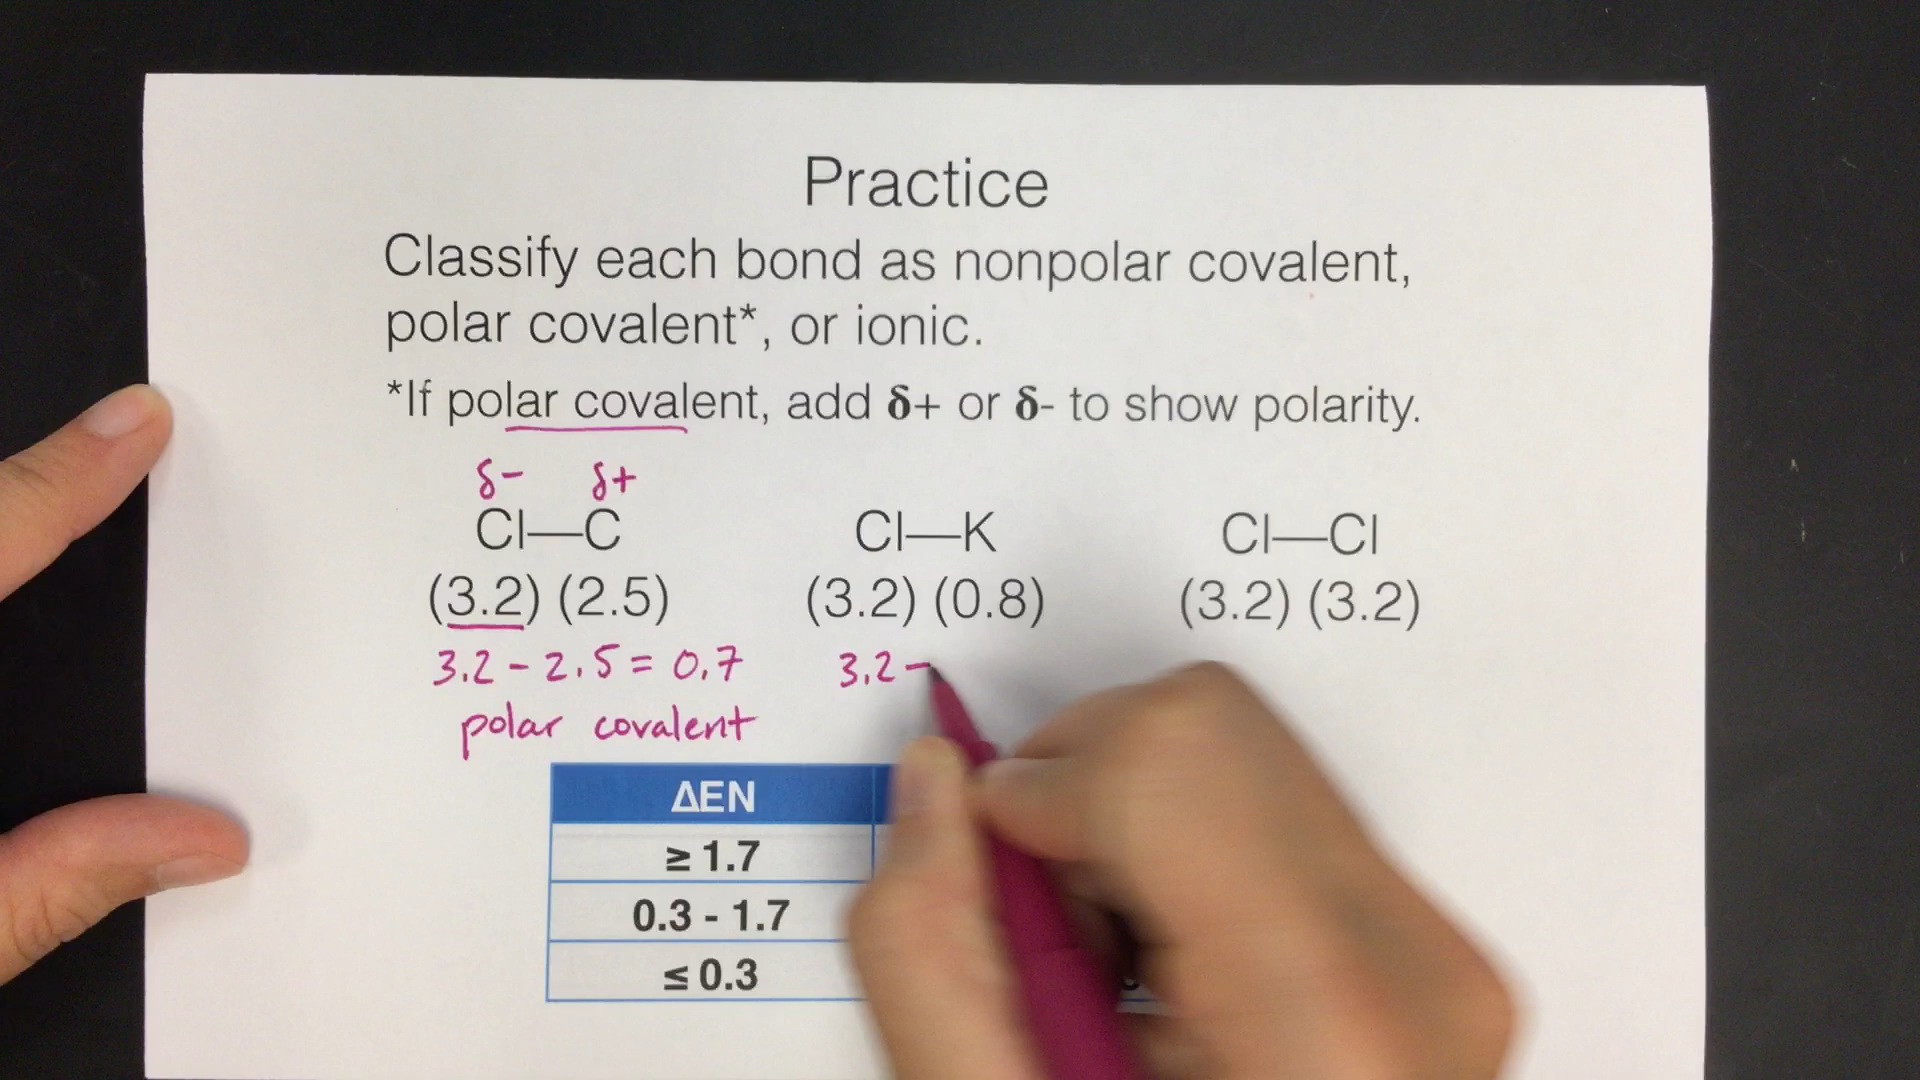 Practice
Classify each bond as nonpolar covalent,
polar covalent*, or ionic.
*If polar covalent, add δ+ or δ- to show polarity.
δ- δ+
Cl—C Cl—K Cl—Cl
(3.2) (2.5) (3.2) (0.8) (3.2) (3.2)
3.2 - 2.5 = 0.7 3.2 -
polar covalent
ΔEN
≥ 1.7
0.3 - 1.7
≤ 0.3